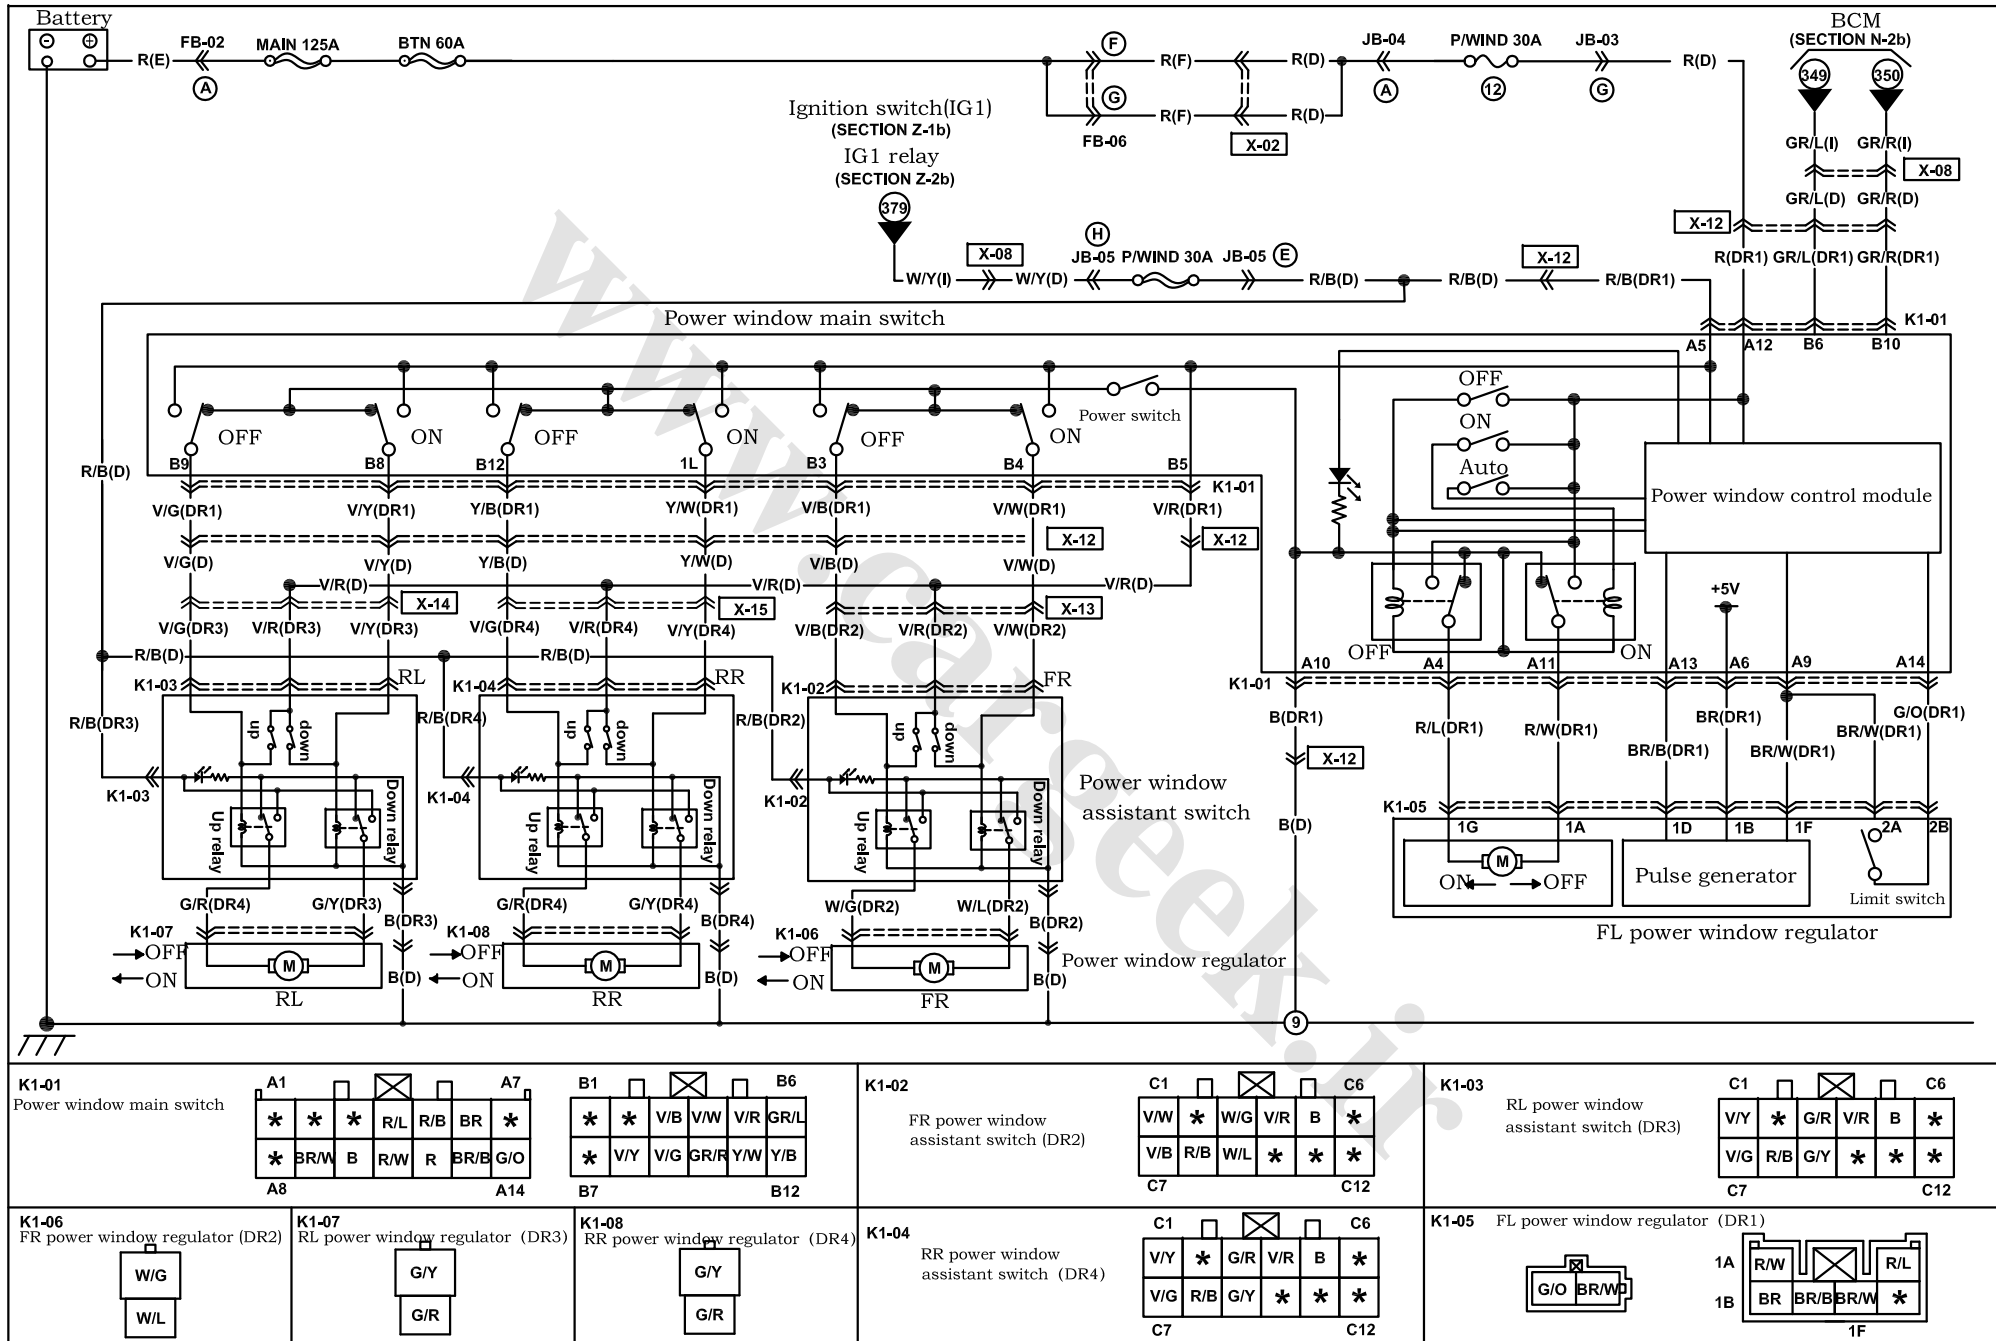 Battery
FB-02
MAIN 125A
BTN 60A
R(E)
A
F
R(F)
R(D)
G
R(F)
R(D)
FB-06
X-02
JB-04
A
P/WIND 30A
12
JB-03
G
R(D)
BCM
(SECTION N-2b)
349
350
GR/L(I)
GR/R(I)
X-08
GR/L(D)
GR/R(D)
X-12
R(DR1)
GR/L(DR1)
GR/R(DR1)
Ignition switch(IG1)
(SECTION Z-1b)
IG1 relay
(SECTION Z-2b)
379
W/Y(I)
X-08
W/Y(D)
H
JB-05
P/WIND 30A
JB-05
E
R/B(D)
R/B(D)
X-12
R/B(DR1)
K1-01
Power window main switch
A5
A12
B6
B10
OFF
ON
OFF
ON
OFF
ON
Power switch
B9
B8
B12
1L
B3
B4
B5
K1-01
R/B(D)
V/G(DR1)
V/Y(DR1)
Y/B(DR1)
Y/W(DR1)
V/B(DR1)
V/W(DR1)
V/R(DR1)
X-12
X-12
V/G(D)
V/Y(D)
Y/B(D)
Y/W(D)
V/B(D)
V/W(D)
V/R(D)
V/R(D)
V/R(D)
X-14
X-15
X-13
V/G(DR3)
V/R(DR3)
V/Y(DR3)
V/G(DR4)
V/R(DR4)
V/Y(DR4)
V/B(DR2)
V/R(DR2)
V/W(DR2)
R/B(D)
R/B(D)
K1-03
RL
K1-04
RR
K1-02
FR
R/B(DR3)
R/B(DR4)
R/B(DR2)
up
down
up
down
up
down
K1-03
K1-04
K1-02
Up relay
Down relay
Up relay
Down relay
Up relay
Down relay
Power window
assistant switch
G/R(DR4)
G/Y(DR3)
B(DR3)
G/R(DR4)
G/Y(DR4)
B(DR4)
W/G(DR2)
W/L(DR2)
B(DR2)
K1-07
OFF
ON
M
RL
B(D)
K1-08
OFF
ON
M
RR
B(D)
K1-06
OFF
ON
M
FR
B(D)
Power window regulator
OFF
ON
Auto
Power window control module
+5V
OFF
ON
A10
A4
A11
A13
A6
A9
A14
K1-01
B(DR1)
R/L(DR1)
R/W(DR1)
BR/B(DR1)
BR(DR1)
BR/W(DR1)
BR/W(DR1)
G/O(DR1)
X-12
B(D)
9
K1-05
1G
1A
1D
1B
1F
2A
2B
M
ON
OFF
Pulse generator
Limit switch
FL power window regulator
www.cargeek.ir
K1-01
Power window main switch
A1
A7
* * * R/L R/B BR *
* BR/W B R/W R BR/B G/O
A8
A14
B1
B6
* * V/B V/W V/R GR/L
* V/Y V/G GR/R Y/W Y/B
B7
B12
K1-02
FR power window
assistant switch (DR2)
C1
C6
V/W * W/G V/R B *
V/B R/B W/L * * *
C7
C12
K1-03
RL power window
assistant switch (DR3)
C1
C6
V/Y * G/R V/R B *
V/G R/B G/Y * * *
C7
C12
K1-06
FR power window regulator (DR2)
W/G
W/L
K1-07
RL power window regulator (DR3)
G/Y
G/R
K1-08
RR power window regulator (DR4)
G/Y
G/R
K1-04
RR power window
assistant switch (DR4)
C1
C6
V/Y * G/R V/R B *
V/G R/B G/Y * * *
C7
C12
K1-05
FL power window regulator (DR1)
G/O BR/W
1A
R/W
R/L
1B
BR BR/B BR/W *
1F